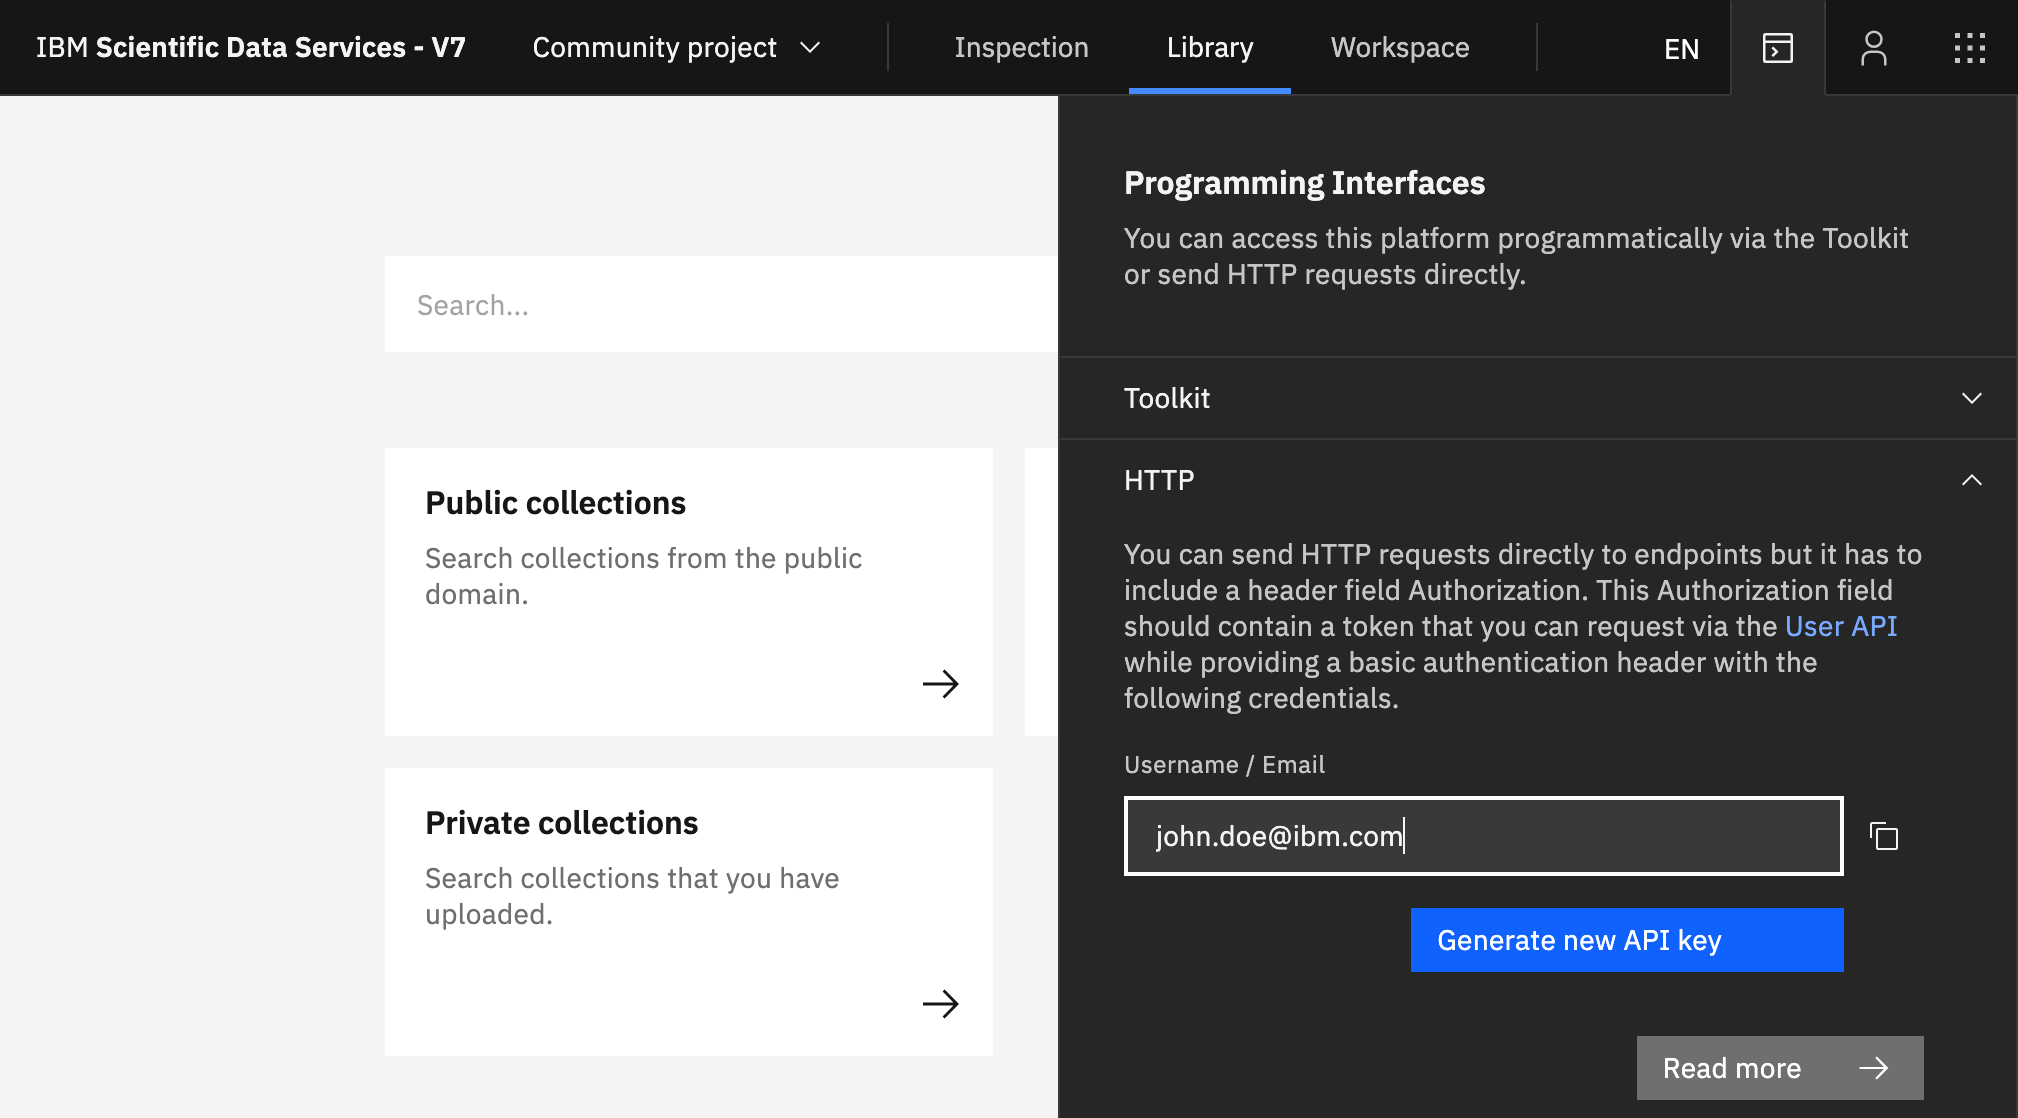 IBM Scientific Data Services - V7
Community project
Inspection
Library
Workspace
EN
Search...
Public collections
Search collections from the public
domain.
Private collections
Search collections that you have
uploaded.
Programming Interfaces
You can access this platform programmatically via the Toolkit
or send HTTP requests directly.
Toolkit
HTTP
You can send HTTP requests directly to endpoints but it has to
include a header field Authorization. This Authorization field
should contain a token that you can request via the User API
while providing a basic authentication header with the
following credentials.
Username / Email
john.doe@ibm.com
Generate new API key
Read more